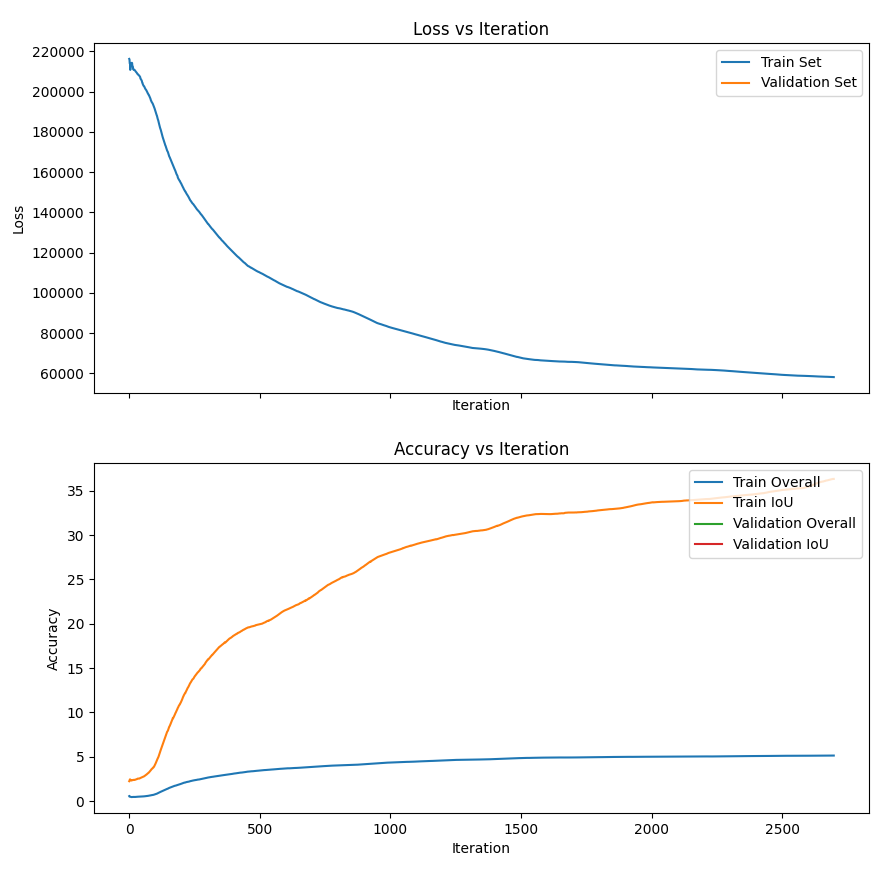 Loss vs Iteration
220000
200000
180000
160000
140000
120000
100000
80000
60000
Loss
Train Set
Validation Set
Iteration
Accuracy vs Iteration
35
30
25
20
15
10
5
0
Accuracy
Train Overall
Train IoU
Validation Overall
Validation IoU
0 500 1000 1500 2000 2500
Iteration